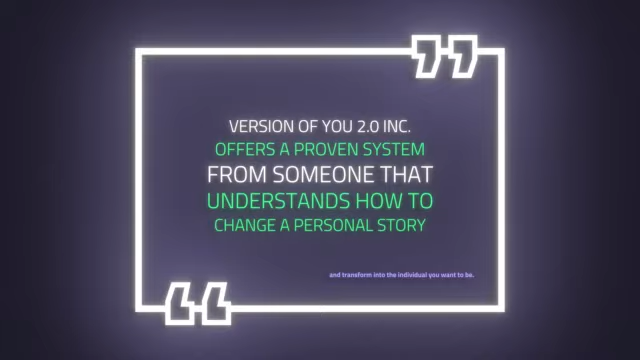 VERSION OF YOU 2.0 INC.
OFFERS A PROVEN SYSTEM
FROM SOMEONE THAT
UNDERSTANDS HOW TO
CHANGE A PERSONAL STORY
and transform into the individual you want to be.